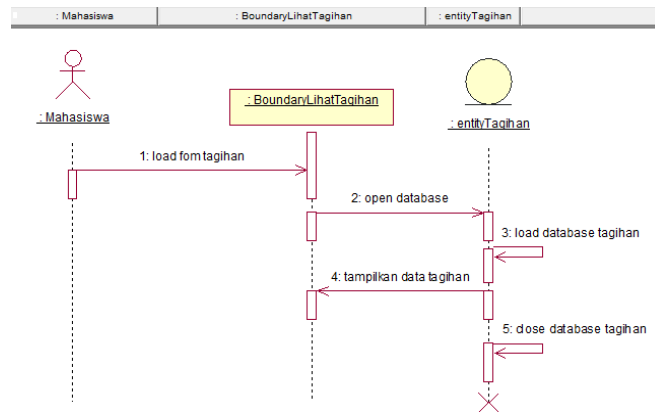 : Mahasiswa
: BoundaryLihatTagihan
: entityTagihan
: Mahasiswa
: BoundaryLihatTagihan
: entityTagihan
1: load fom tagihan
2: open database
3: load database tagihan
4: tampilkan data tagihan
5: close database tagihan